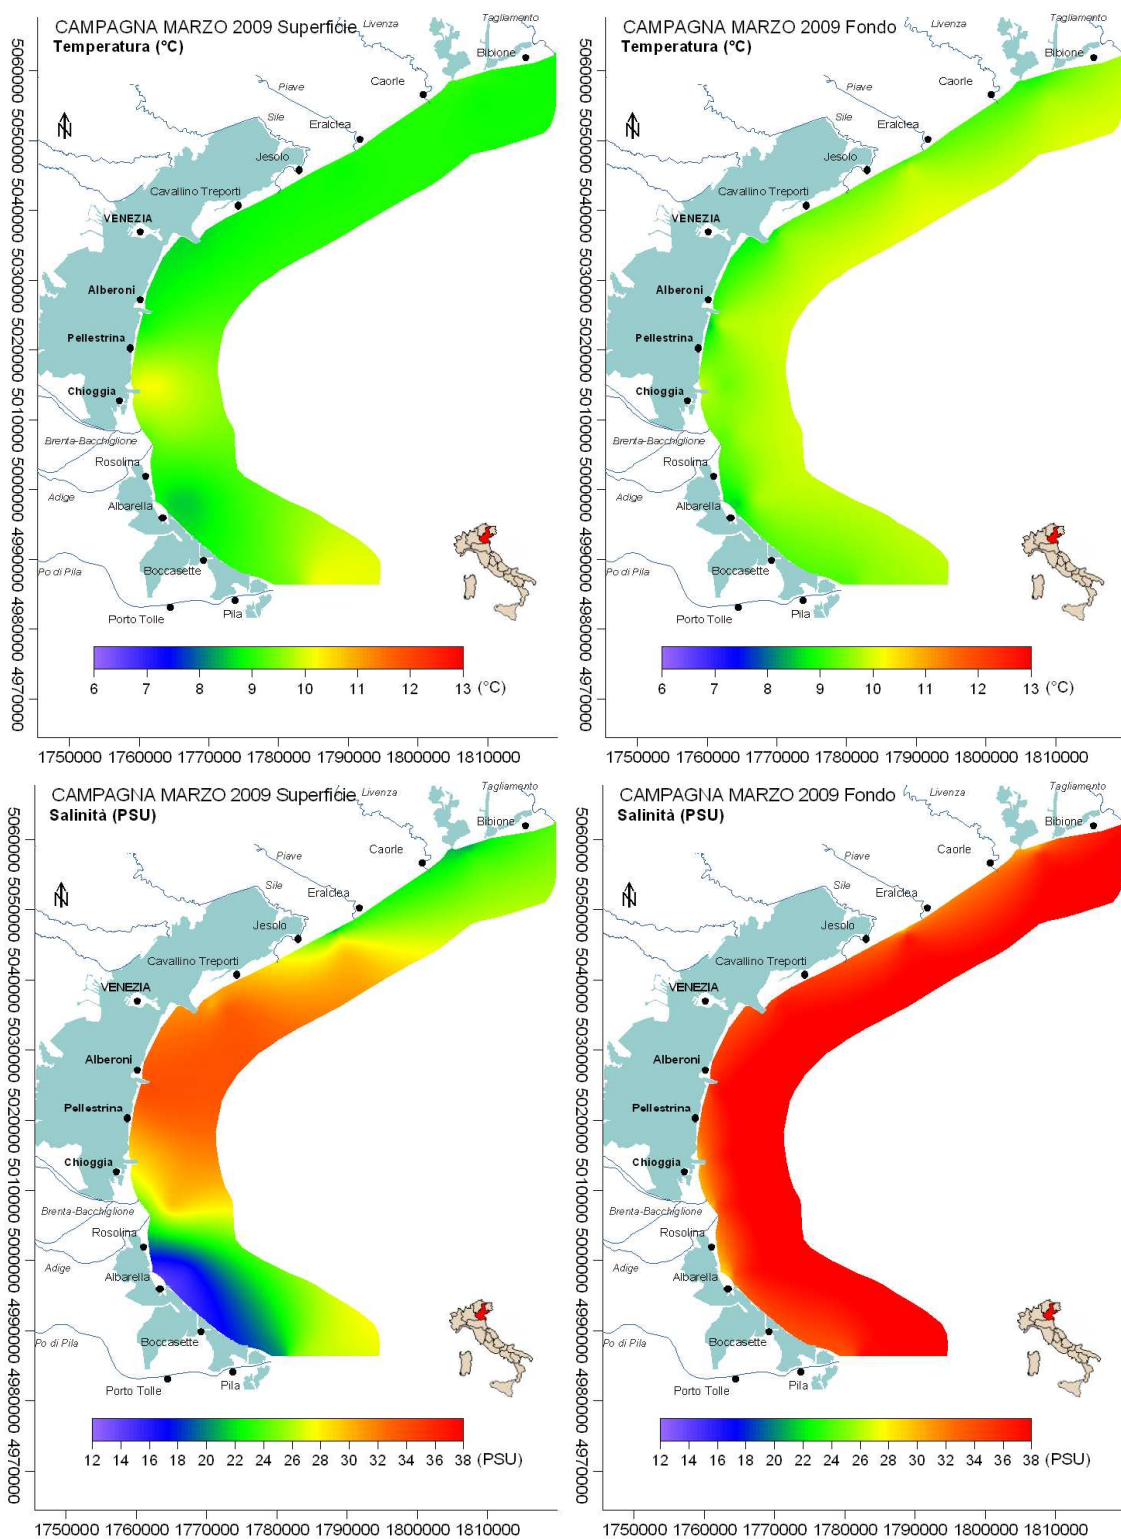 CAMPAGNA MARZO 2009 Superficie
Temperatura (°C)
Livenza
Tagliamento
Bibione
Caorle
Piave
Eraldea
Sile
Jesolo
Cavallino Treporti
VENEZIA
Alberoni
Pellestrina
Chioggia
Brenta-Bacchiglione
Rosolina
Adige
Albarella
Boccasette
Po di Pila
Porto Tolle
Pila
N
5060000
5050000
5040000
5030000
5020000
5010000
5000000
4990000
4980000
4970000
6 7 8 9 10 11 12 13 (°C)
1750000 1760000 1770000 1780000 1790000 1800000 1810000
CAMPAGNA MARZO 2009 Fondo
Temperatura (°C)
Livenza
Tagliamento
Bibione
Caorle
Piave
Eraldea
Sile
Jesolo
Cavallino Treporti
VENEZIA
Alberoni
Pellestrina
Chioggia
Brenta-Bacchiglione
Rosolina
Adige
Albarella
Boccasette
Po di Pila
Porto Tolle
Pila
N
5060000
5050000
5040000
5030000
5020000
5010000
5000000
4990000
4980000
4970000
6 7 8 9 10 11 12 13 (°C)
1750000 1760000 1770000 1780000 1790000 1800000 1810000
CAMPAGNA MARZO 2009 Superficie
Salinità (PSU)
Livenza
Tagliamento
Bibione
Caorle
Piave
Eraldea
Sile
Jesolo
Cavallino Treporti
VENEZIA
Alberoni
Pellestrina
Chioggia
Brenta-Bacchiglione
Rosolina
Adige
Albarella
Boccasette
Po di Pila
Porto Tolle
Pila
N
5060000
5050000
5040000
5030000
5020000
5010000
5000000
4990000
4980000
4970000
12 14 16 18 20 22 24 26 28 30 32 34 36 38 (PSU)
1750000 1760000 1770000 1780000 1790000 1800000 1810000
CAMPAGNA MARZO 2009 Fondo
Salinità (PSU)
Livenza
Tagliamento
Bibione
Caorle
Piave
Eraldea
Sile
Jesolo
Cavallino Treporti
VENEZIA
Alberoni
Pellestrina
Chioggia
Brenta-Bacchiglione
Rosolina
Adige
Albarella
Boccasette
Po di Pila
Porto Tolle
Pila
N
5060000
5050000
5040000
5030000
5020000
5010000
5000000
4990000
4980000
4970000
12 14 16 18 20 22 24 26 28 30 32 34 36 38 (PSU)
1750000 1760000 1770000 1780000 1790000 1800000 1810000